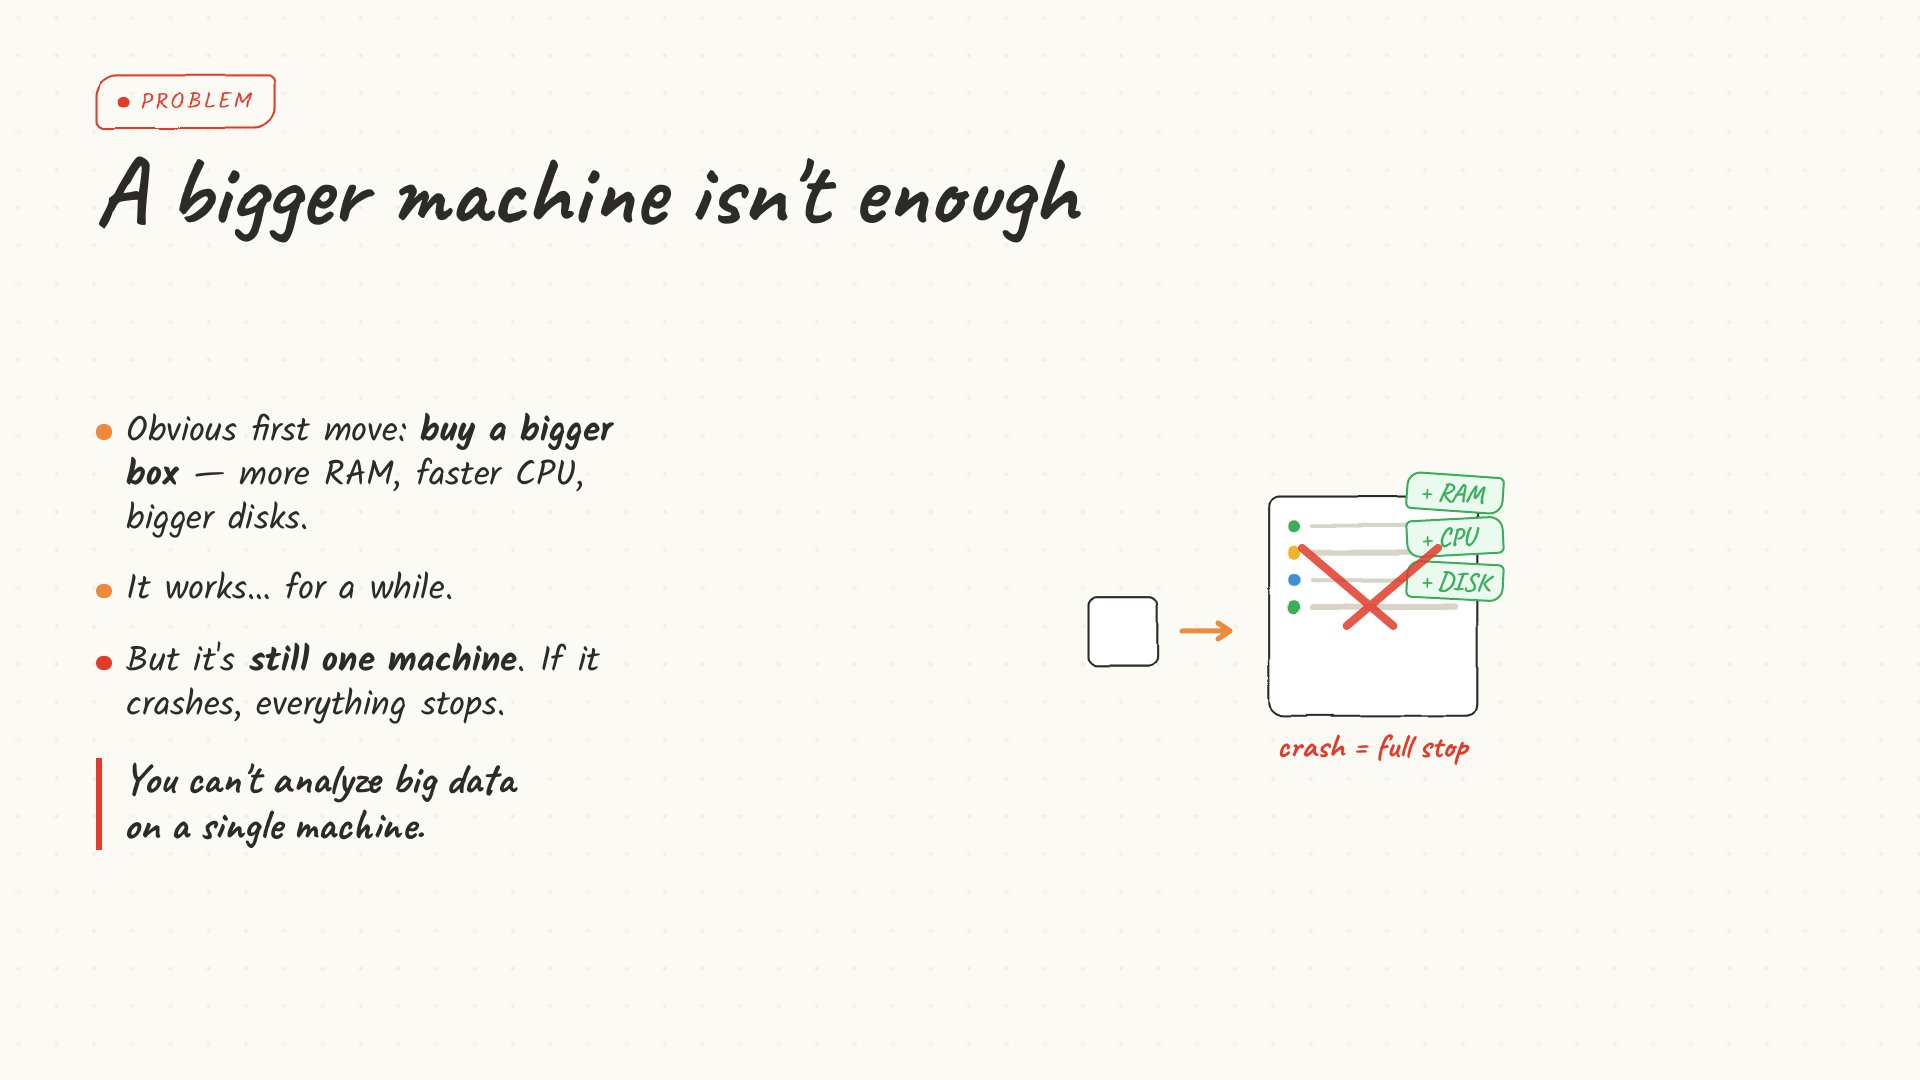 PROBLEM
A bigger machine isn't enough
Obvious first move: buy a bigger
box — more RAM, faster CPU,
bigger disks.
It works... for a while.
But it's still one machine. If it
crashes, everything stops.
You can't analyze big data
on a single machine.
+ RAM
+ CPU
+ DISK
crash = full stop